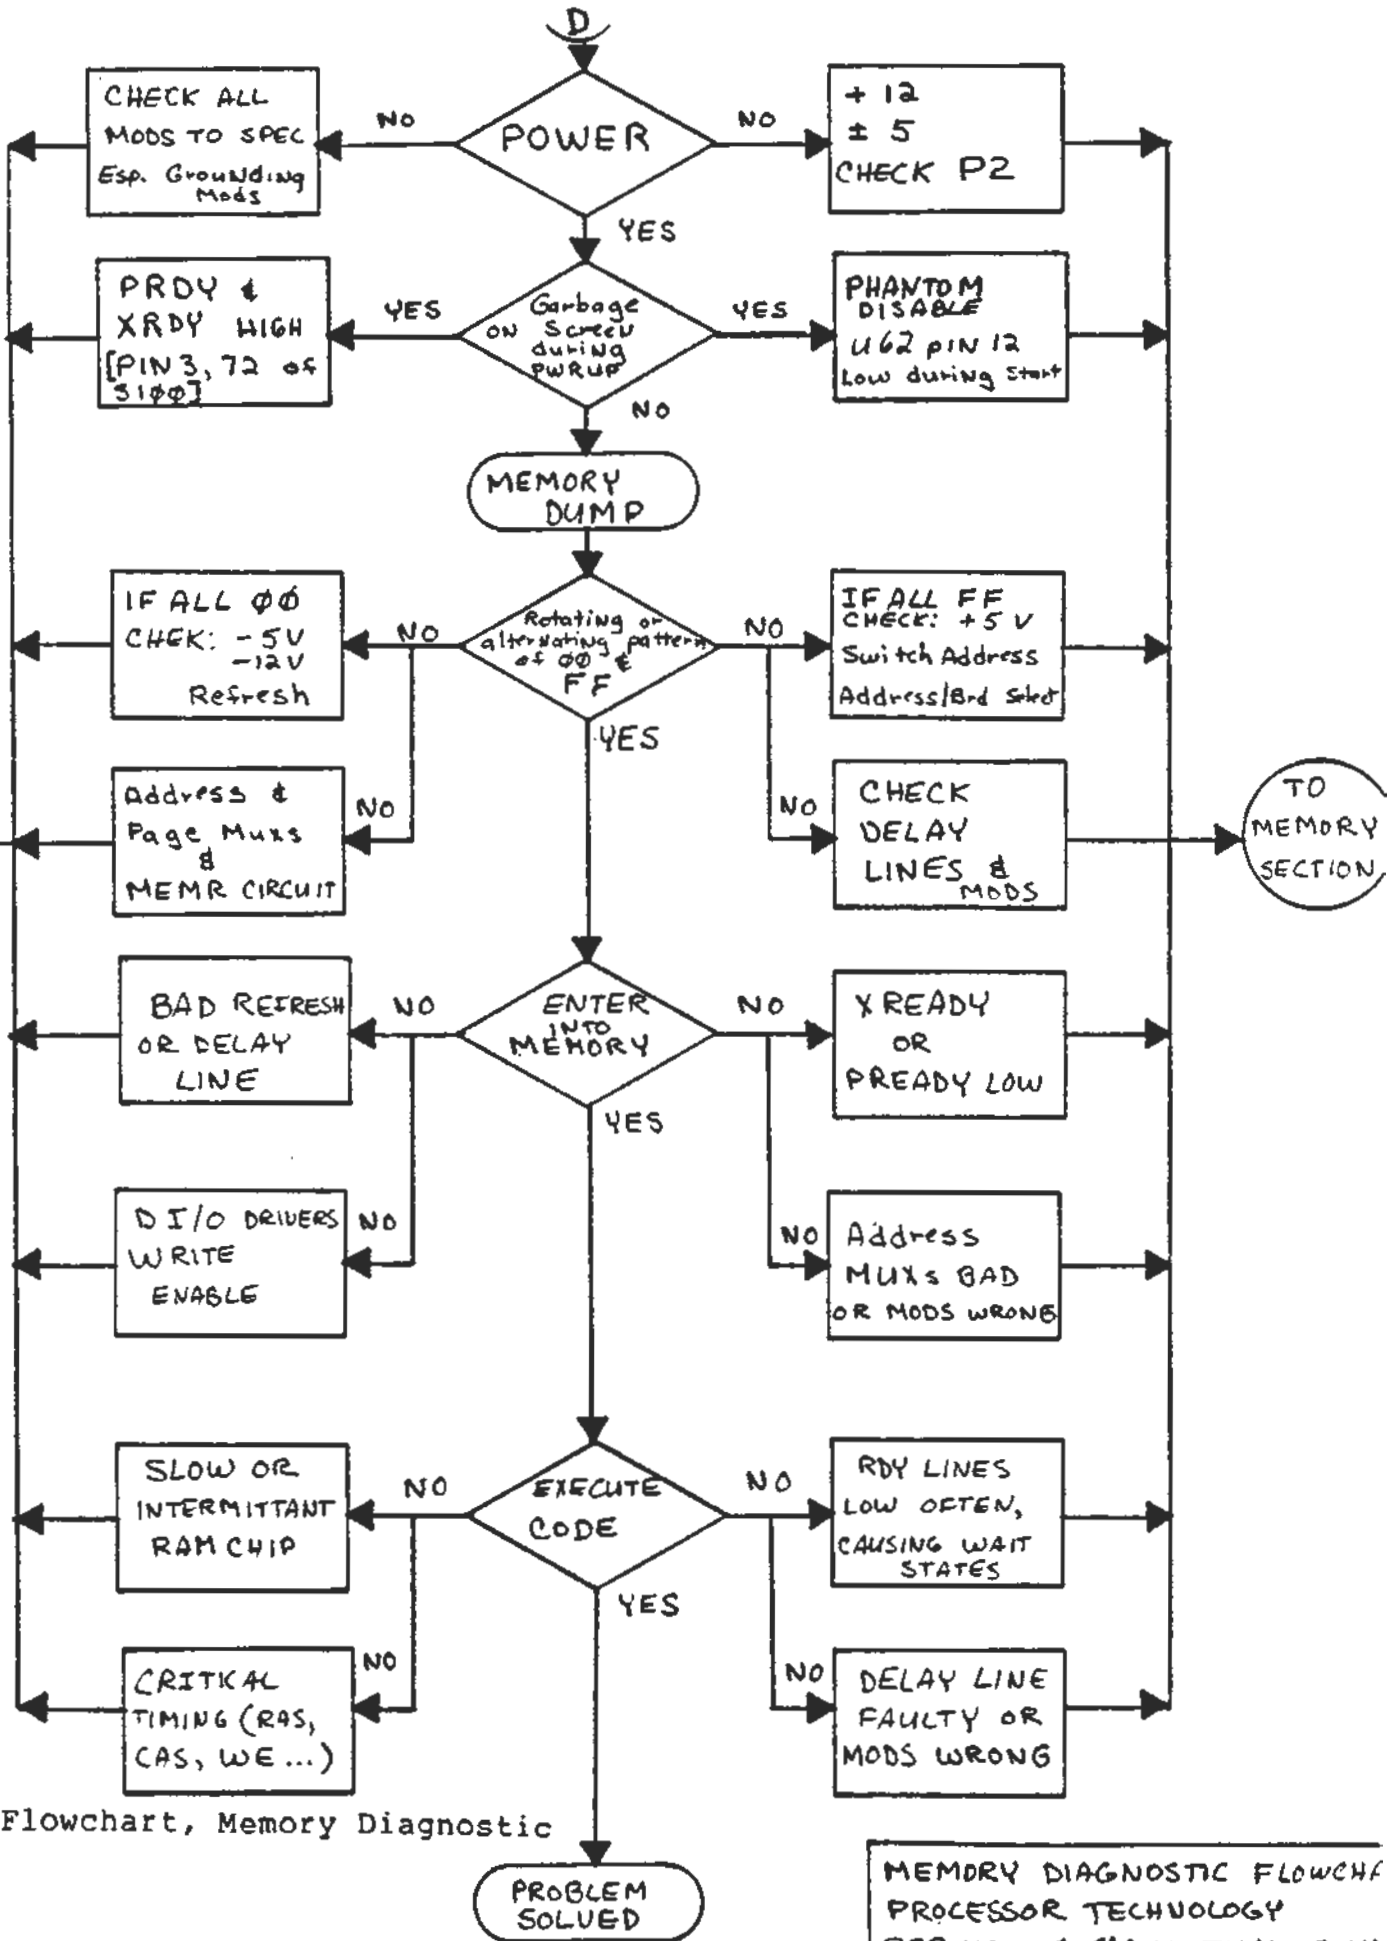 D
CHECK ALL
MODS TO SPEC
Esp. Grounding
Mods
NO
POWER
NO
+ 12
± 5
CHECK P2
YES
PRDY &
XRDY HIGH
[PIN 3, 72 of
S1ØØ]
YES
Garbage
ON Screen
during
PWRUP
YES
PHANTOM
DISABLE
U62 PIN 12
Low during Start
NO
MEMORY
DUMP
IF ALL ØØ
CHEK: -5V
-12V
Refresh
NO
Rotating or
alternating pattern
of ØØ &
FF
NO
IF ALL FF
CHECK: +5 V
Switch Address
Address/Brd Select
YES
Address &
Page Muxs
&
MEMR CIRCUIT
NO
NO
CHECK
DELAY
LINES &
MODS
TO
MEMORY
SECTION
BAD REFRESH
OR DELAY
LINE
NO
ENTER
INTO
MEMORY
NO
X READY
OR
PREADY LOW
YES
D I/O DRIVERS
WRITE
ENABLE
NO
NO
Address
MUXs BAD
OR MODS WRONG
SLOW OR
INTERMITTANT
RAM CHIP
NO
EXECUTE
CODE
NO
RDY LINES
LOW OFTEN,
CAUSING WAIT
STATES
YES
CRITKAL
TIMING (RAS,
CAS, WE ...)
NO
NO
DELAY LINE
FAULTY OR
MODS WRONG
Flowchart, Memory Diagnostic
PROBLEM
SOLVED
MEMORY DIAGNOSTIC
PROCESSOR TECHNOLOGY